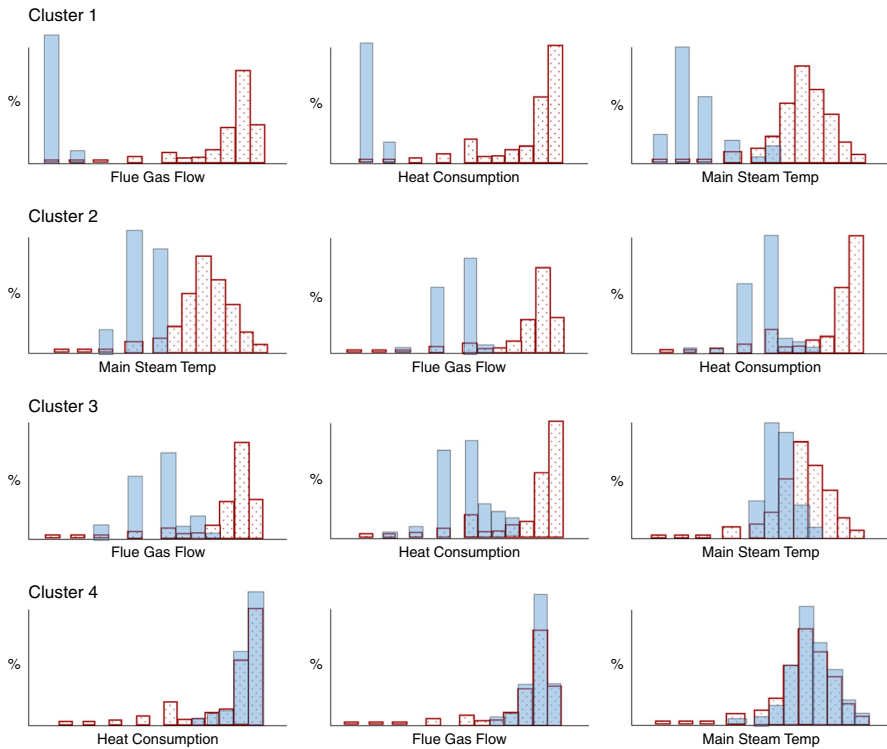 Cluster 1
% % %
Flue Gas Flow Heat Consumption Main Steam Temp
Cluster 2
% % %
Main Steam Temp Flue Gas Flow Heat Consumption
Cluster 3
% % %
Flue Gas Flow Heat Consumption Main Steam Temp
Cluster 4
% % %
Heat Consumption Flue Gas Flow Main Steam Temp